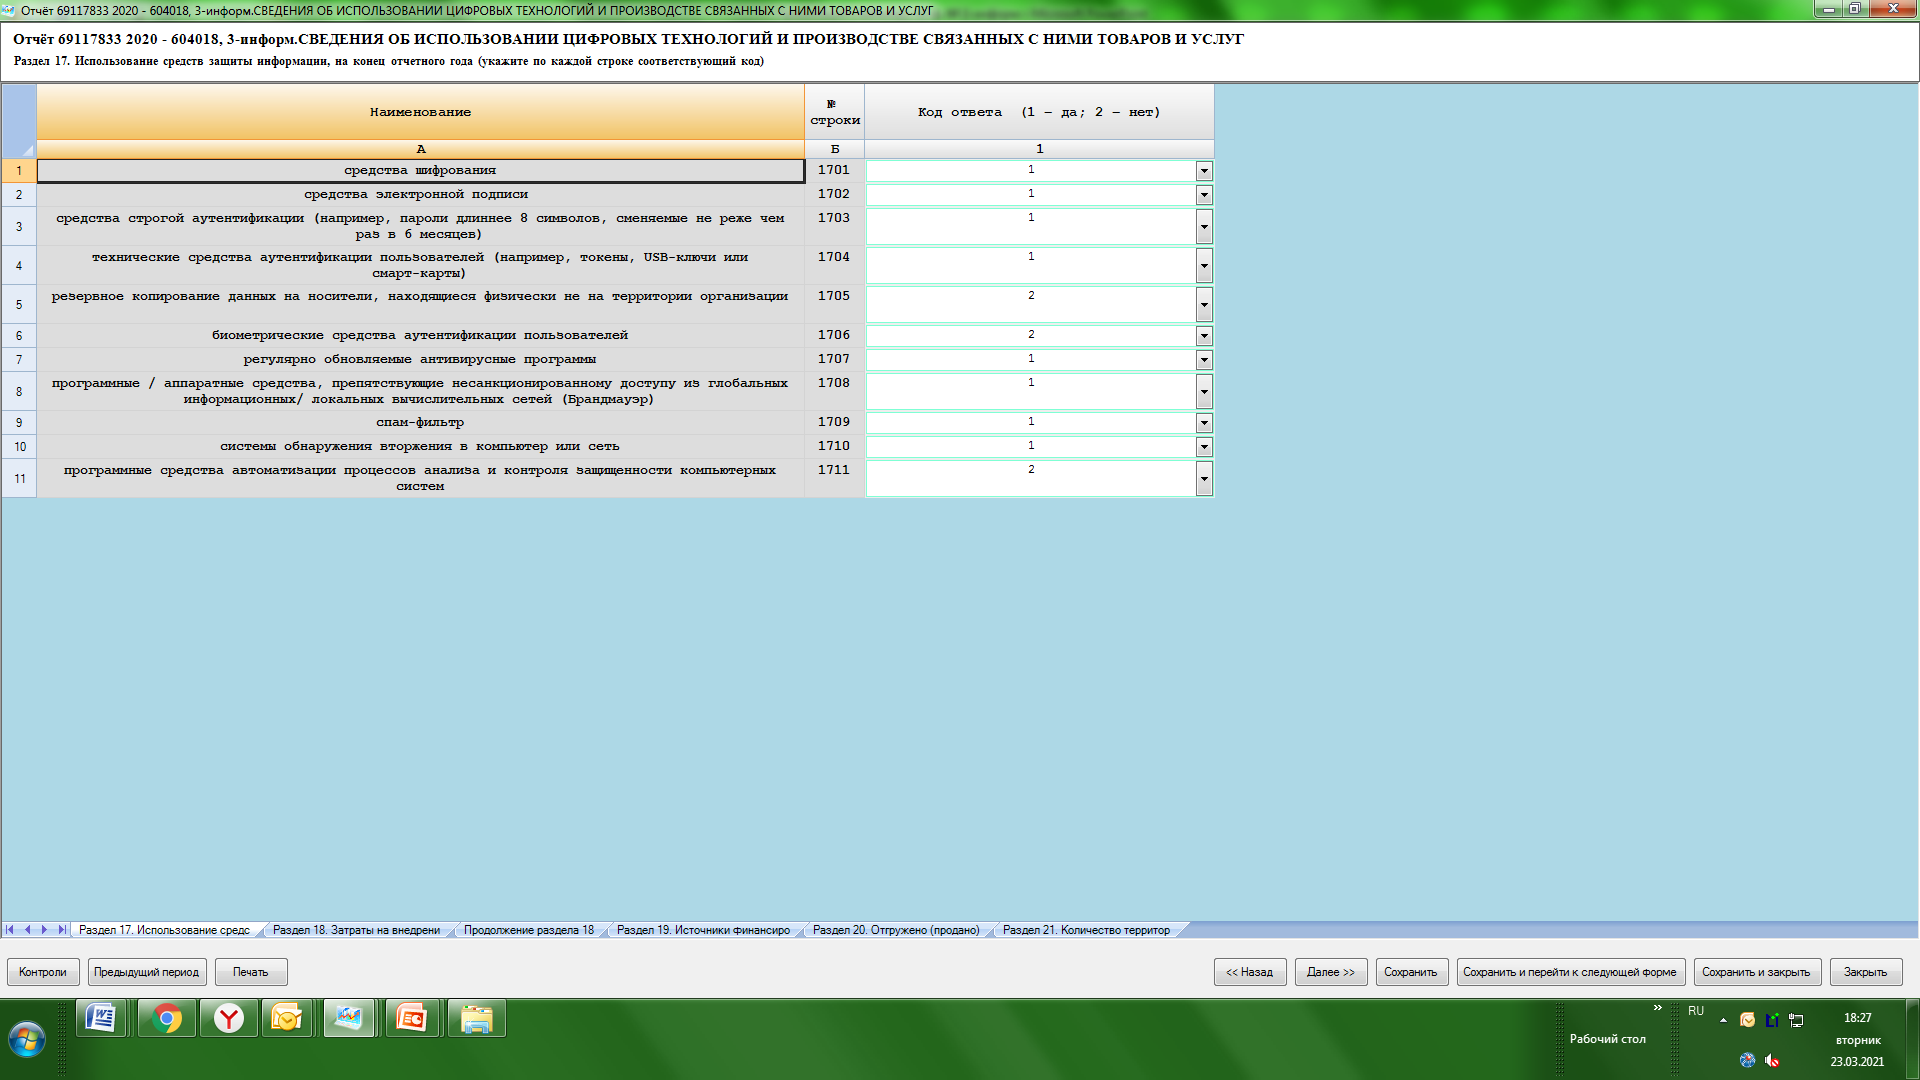 Отчёт 69117833 2020 - 604018, 3-информ.СВЕДЕНИЯ ОБ ИСПОЛЬЗОВАНИИ ЦИФРОВЫХ ТЕХНОЛОГИЙ И ПРОИЗВОДСТВЕ СВЯЗАННЫХ С НИМИ ТОВАРОВ И УСЛУГ
Отчёт 69117833 2020 - 604018, 3-информ.СВЕДЕНИЯ ОБ ИСПОЛЬЗОВАНИИ ЦИФРОВЫХ ТЕХНОЛОГИЙ И ПРОИЗВОДСТВЕ СВЯЗАННЫХ С НИМИ ТОВАРОВ И УСЛУГ
Раздел 17. Использование средств защиты информации, на конец отчетного года (укажите по каждой строке соответствующий код)
Наименование № строки Код ответа (1 – да; 2 – нет)
А Б 1
1 средства шифрования 1701 1
2 средства электронной подписи 1702 1
3 средства строгой аутентификации (например, пароли длиннее 8 символов, сменяемые не реже чем 1703 1
раз в 6 месяцев)
4 технические средства аутентификации пользователей (например, токены, USB-ключи или 1704 1
смарт-карты)
5 резервное копирование данных на носители, находящиеся физически не на территории организации 1705 2
6 биометрические средства аутентификации пользователей 1706 2
7 регулярно обновляемые антивирусные программы 1707 1
8 программные / аппаратные средства, препятствующие несанкционированному доступу из глобальных 1708 1
информационных/ локальных вычислительных сетей (Брандмауэр)
9 спам-фильтр 1709 1
10 системы обнаружения вторжения в компьютер или сеть 1710 1
11 программные средства автоматизации процессов анализа и контроля защищенности компьютерных 1711 2
систем
Раздел 17. Использование средс Раздел 18. Затраты на внедрени Продолжение раздела 18 Раздел 19. Источники финансиро Раздел 20. Отгружено (продано) Раздел 21. Количество территор
Контроли Предыдущий период Печать << Назад Далее >> Сохранить Сохранить и перейти к следующей форме Сохранить и закрыть Закрыть
Рабочий стол » RU 18:27
вторник
23.03.2021